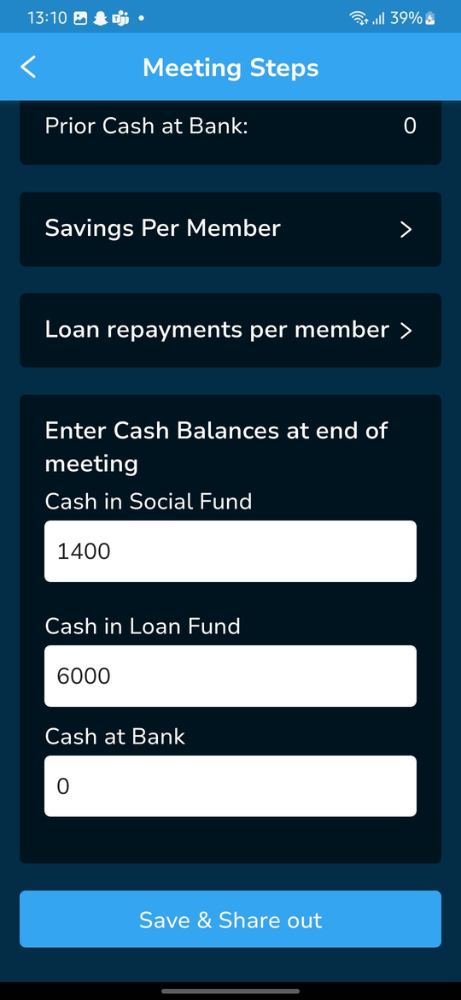 13:10 39%
Meeting Steps
Prior Cash at Bank: 0
Savings Per Member
Loan repayments per member
Enter Cash Balances at end of
meeting
Cash in Social Fund
1400
Cash in Loan Fund
6000
Cash at Bank
0
Save & Share out